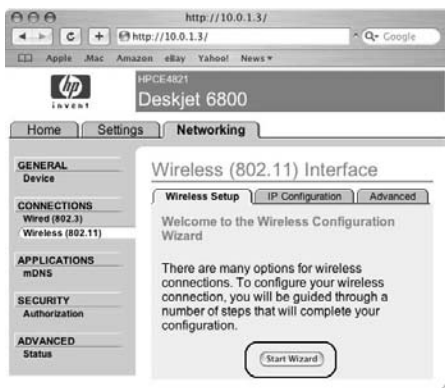 http://10.0.1.3/
http://10.0.1.3/
Google
Apple .Mac Amazon eBay Yahoo! News
hp
invent
HPCE4821
Deskjet 6800
Home Settings Networking
GENERAL
Device
CONNECTIONS
Wired (802.3)
Wireless (802.11)
APPLICATIONS
mDNS
SECURITY
Authorization
ADVANCED
Status
Wireless (802.11) Interface
Wireless Setup IP Configuration Advanced
Welcome to the Wireless Configuration
Wizard
There are many options for wireless
connections. To configure your wireless
connection, you will be guided through a
number of steps that will complete your
configuration.
Start Wizard